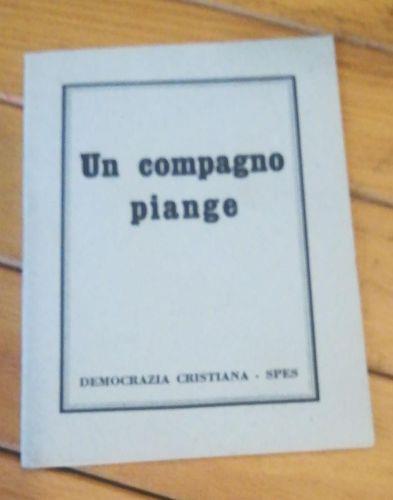 Un compagno
piange
DEMOCRAZIA CRISTIANA - SPES